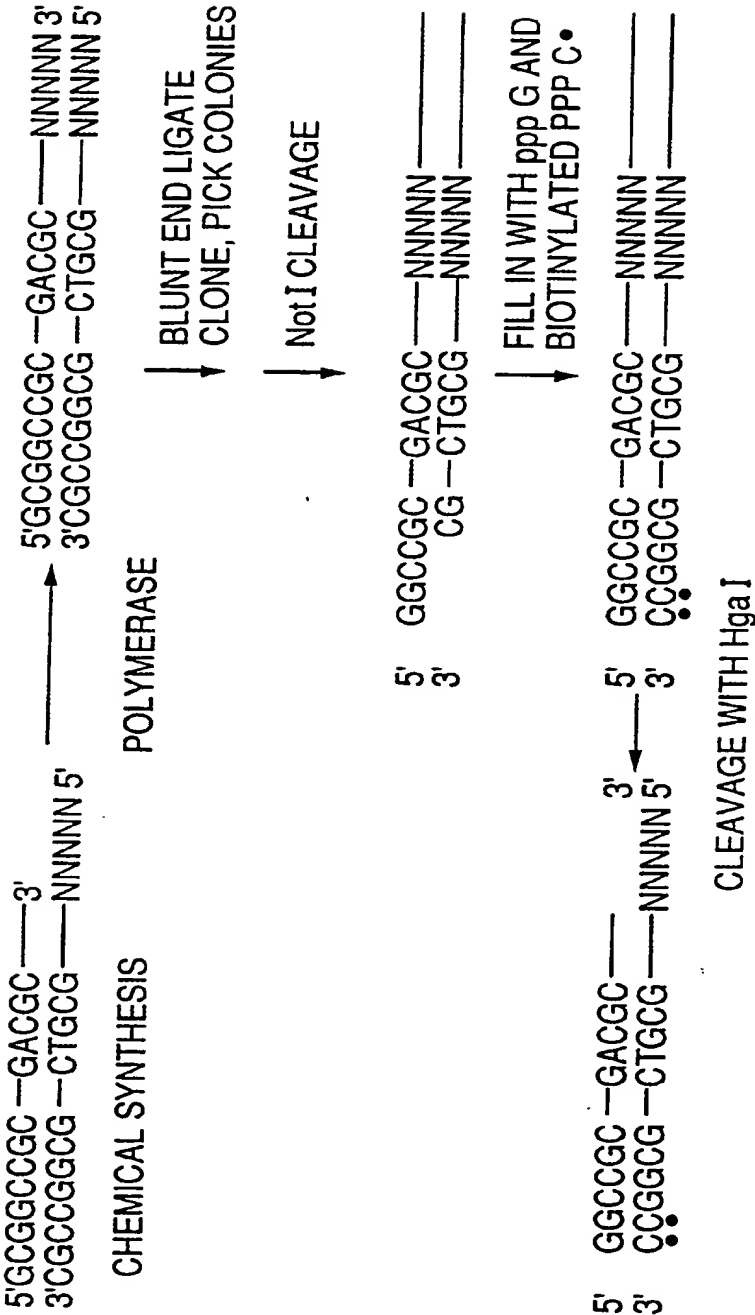 5'GCGGCCGC—GACGC——3'
3'CGCCGGCG—CTGCG——NNNNN 5'
CHEMICAL SYNTHESIS
POLYMERASE
5'GCGGCCGC—GACGC——NNNNN 3'
3'CGCCGGCG—CTGCG——NNNNN 5'
BLUNT END LIGATE
CLONE, PICK COLONIES
NotI CLEAVAGE
5' GGCCGC—GACGC——NNNNN——
3' CG—CTGCG——NNNNN——
FILL IN WITH ppp G AND
BIOTINYLATED PPP C•
5' GGCCGC—GACGC——NNNNN——
3' CCGGCG—CTGCG——NNNNN——
CLEAVAGE WITH HgaI
5' GGCCGC—GACGC—— 3'
3' CCGGCG—CTGCG——NNNNN 5'